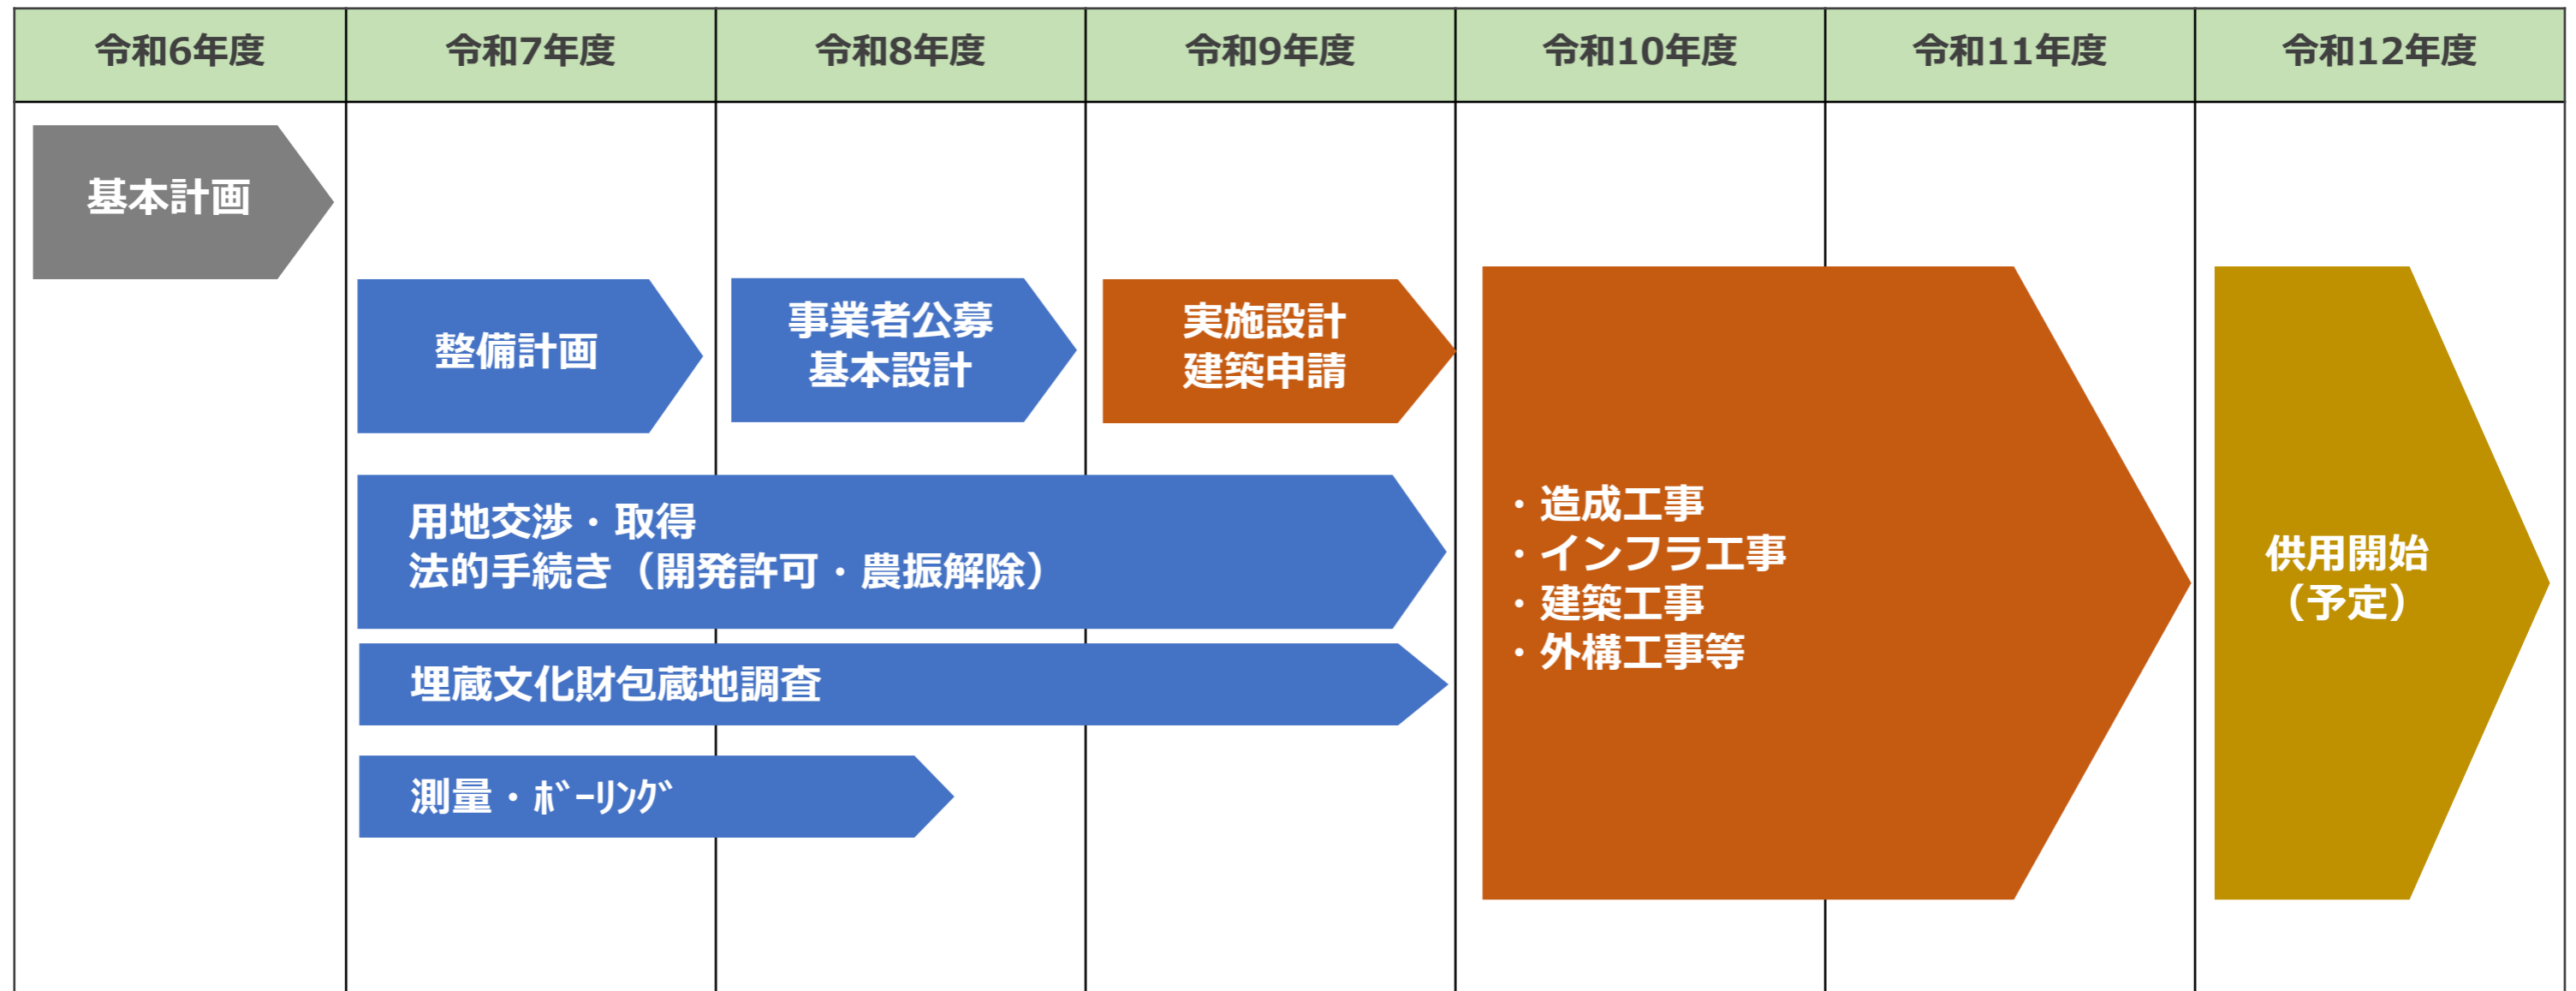 令和6年度
令和7年度
令和8年度
令和9年度
令和10年度
令和11年度
令和12年度
基本計画
整備計画
事業者公募
基本設計
実施設計
建築申請
用地交渉・取得
法的手続き（開発許可・農振解除）
埋蔵文化財包蔵地調査
測量・ﾎﾞｰﾘﾝｸﾞ
・造成工事
・インフラ工事
・建築工事
・外構工事等
供用開始
（予定）